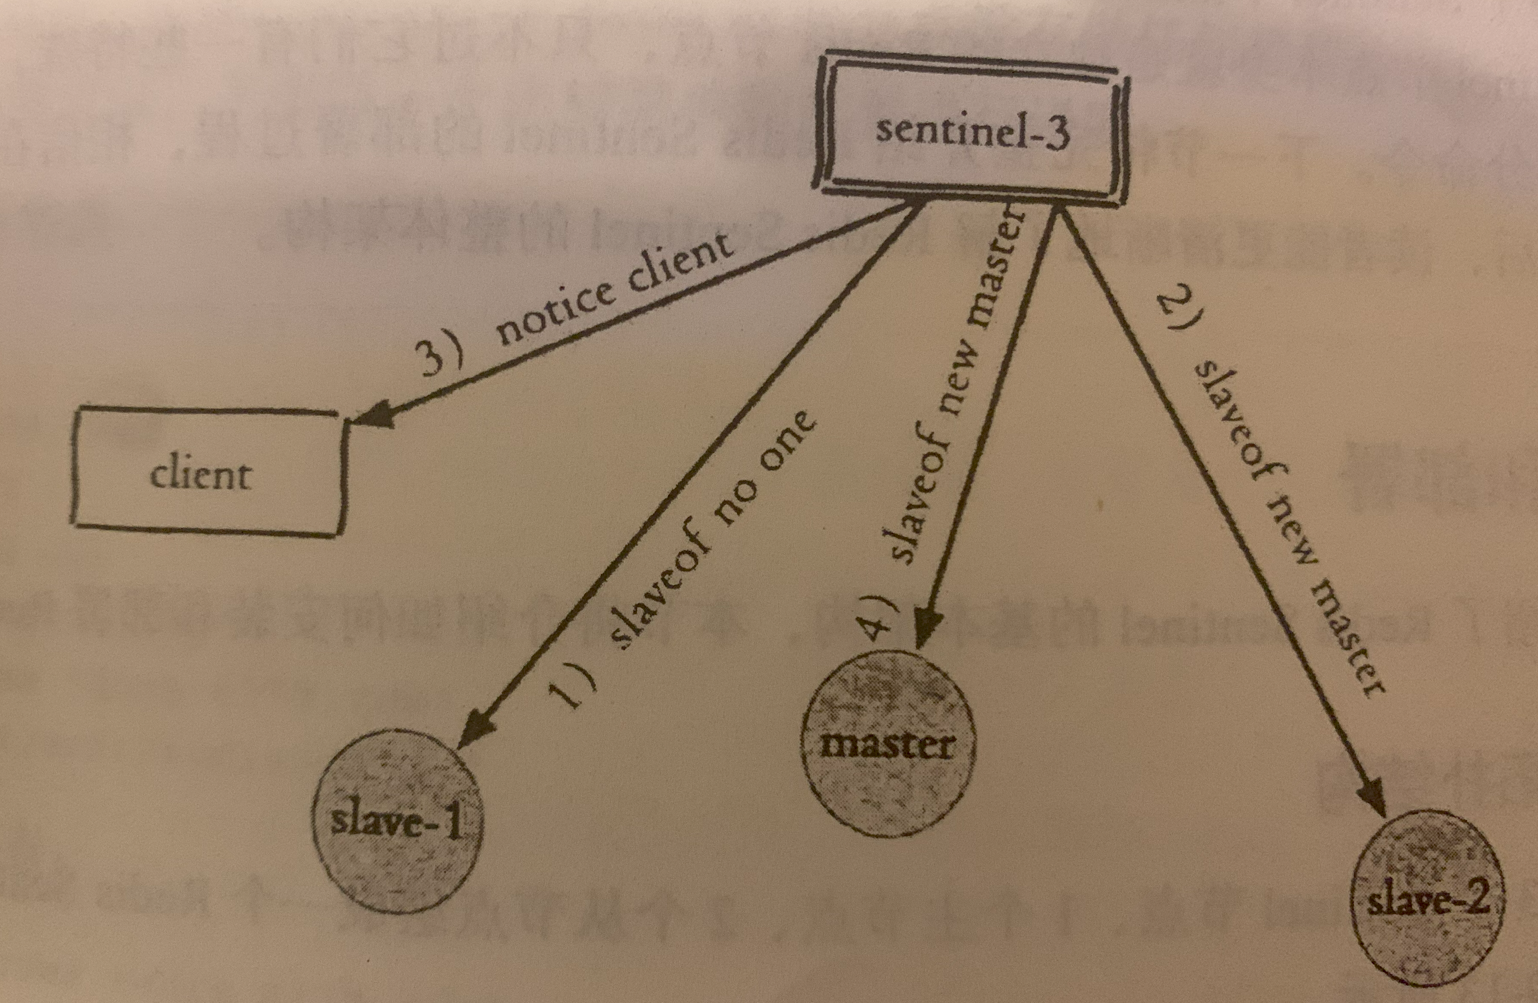 sentinel-3
3) notice client
client
1) slaveof no one
4) slaveof new master
2) slaveof new master
slave-1
master
slave-2